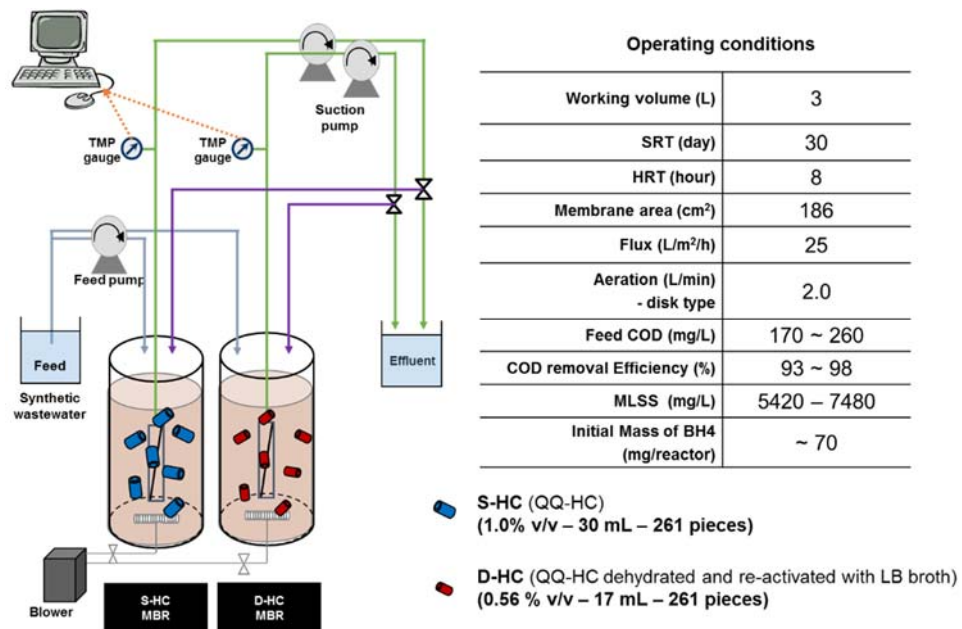 Suction
pump
TMP
gauge
TMP
gauge
Feed pump
Feed
Synthetic
wastewater
Effluent
Blower
S-HC
MBR
D-HC
MBR
Operating conditions
Working volume (L) 3
SRT (day) 30
HRT (hour) 8
Membrane area (cm²) 186
Flux (L/m²/h) 25
Aeration (L/min)
- disk type 2.0
Feed COD (mg/L) 170 ~ 260
COD removal Efficiency (%) 93 ~ 98
MLSS (mg/L) 5420 – 7480
Initial Mass of BH4
(mg/reactor) ~ 70
S-HC (QQ-HC)
(1.0% v/v – 30 mL – 261 pieces)
D-HC (QQ-HC dehydrated and re-activated with LB broth)
(0.56 % v/v – 17 mL – 261 pieces)